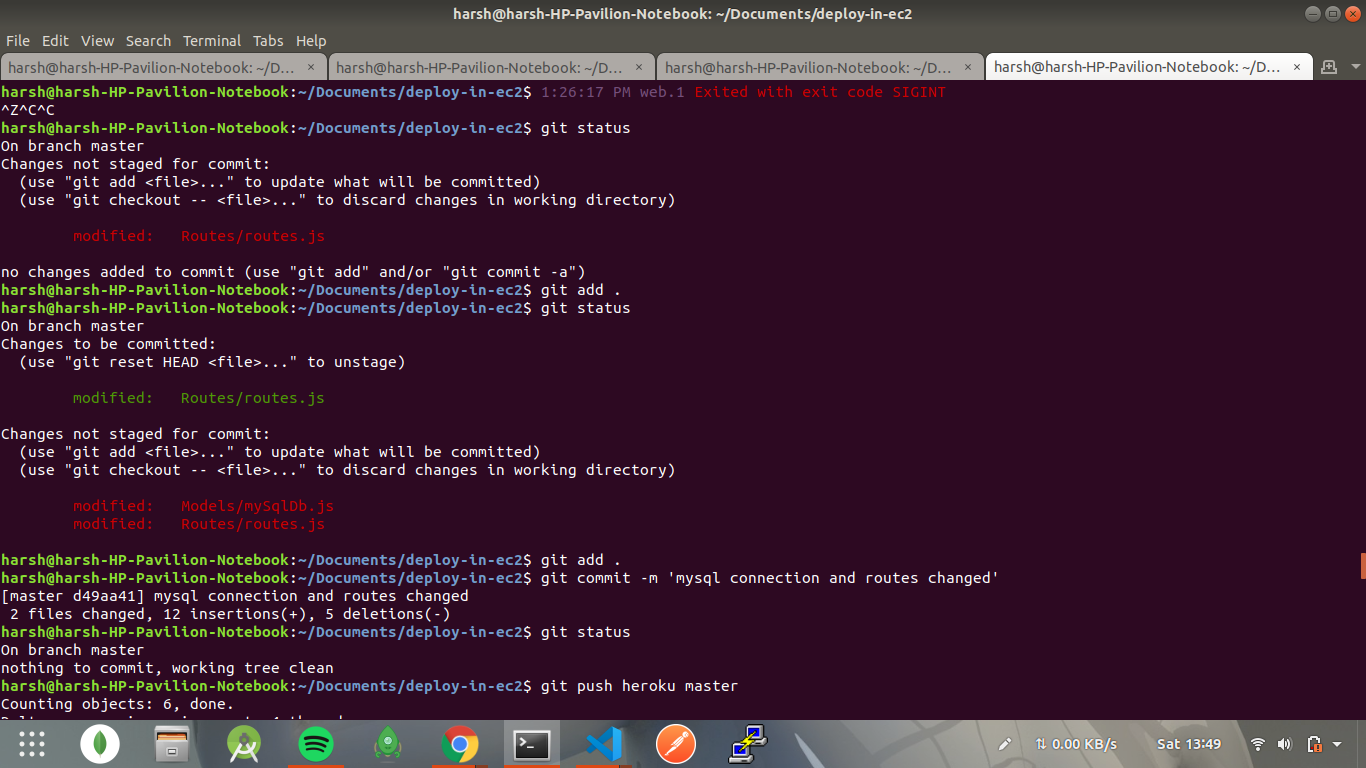 harsh@harsh-HP-Pavilion-Notebook: ~/Documents/deploy-in-ec2
File Edit View Search Terminal Tabs Help
harsh@harsh-HP-Pavilion-Notebook: ~/D... × harsh@harsh-HP-Pavilion-Notebook: ~/D... × harsh@harsh-HP-Pavilion-Notebook: ~/D... × harsh@harsh-HP-Pavilion-Notebook: ~/D... ×
harsh@harsh-HP-Pavilion-Notebook:~/Documents/deploy-in-ec2$ 1:26:17 PM web.1 Exited with exit code SIGINT
^Z^C^C
harsh@harsh-HP-Pavilion-Notebook:~/Documents/deploy-in-ec2$ git status
On branch master
Changes not staged for commit:
  (use "git add <file>..." to update what will be committed)
  (use "git checkout -- <file>..." to discard changes in working directory)
        modified:   Routes/routes.js
no changes added to commit (use "git add" and/or "git commit -a")
harsh@harsh-HP-Pavilion-Notebook:~/Documents/deploy-in-ec2$ git add .
harsh@harsh-HP-Pavilion-Notebook:~/Documents/deploy-in-ec2$ git status
On branch master
Changes to be committed:
  (use "git reset HEAD <file>..." to unstage)
        modified:   Routes/routes.js
Changes not staged for commit:
  (use "git add <file>..." to update what will be committed)
  (use "git checkout -- <file>..." to discard changes in working directory)
        modified:   Models/mySqlDb.js
        modified:   Routes/routes.js
harsh@harsh-HP-Pavilion-Notebook:~/Documents/deploy-in-ec2$ git add .
harsh@harsh-HP-Pavilion-Notebook:~/Documents/deploy-in-ec2$ git commit -m 'mysql connection and routes changed'
[master d49aa41] mysql connection and routes changed
 2 files changed, 12 insertions(+), 5 deletions(-)
harsh@harsh-HP-Pavilion-Notebook:~/Documents/deploy-in-ec2$ git status
On branch master
nothing to commit, working tree clean
harsh@harsh-HP-Pavilion-Notebook:~/Documents/deploy-in-ec2$ git push heroku master
Counting objects: 6, done.
0.00 KB/s Sat 13:49